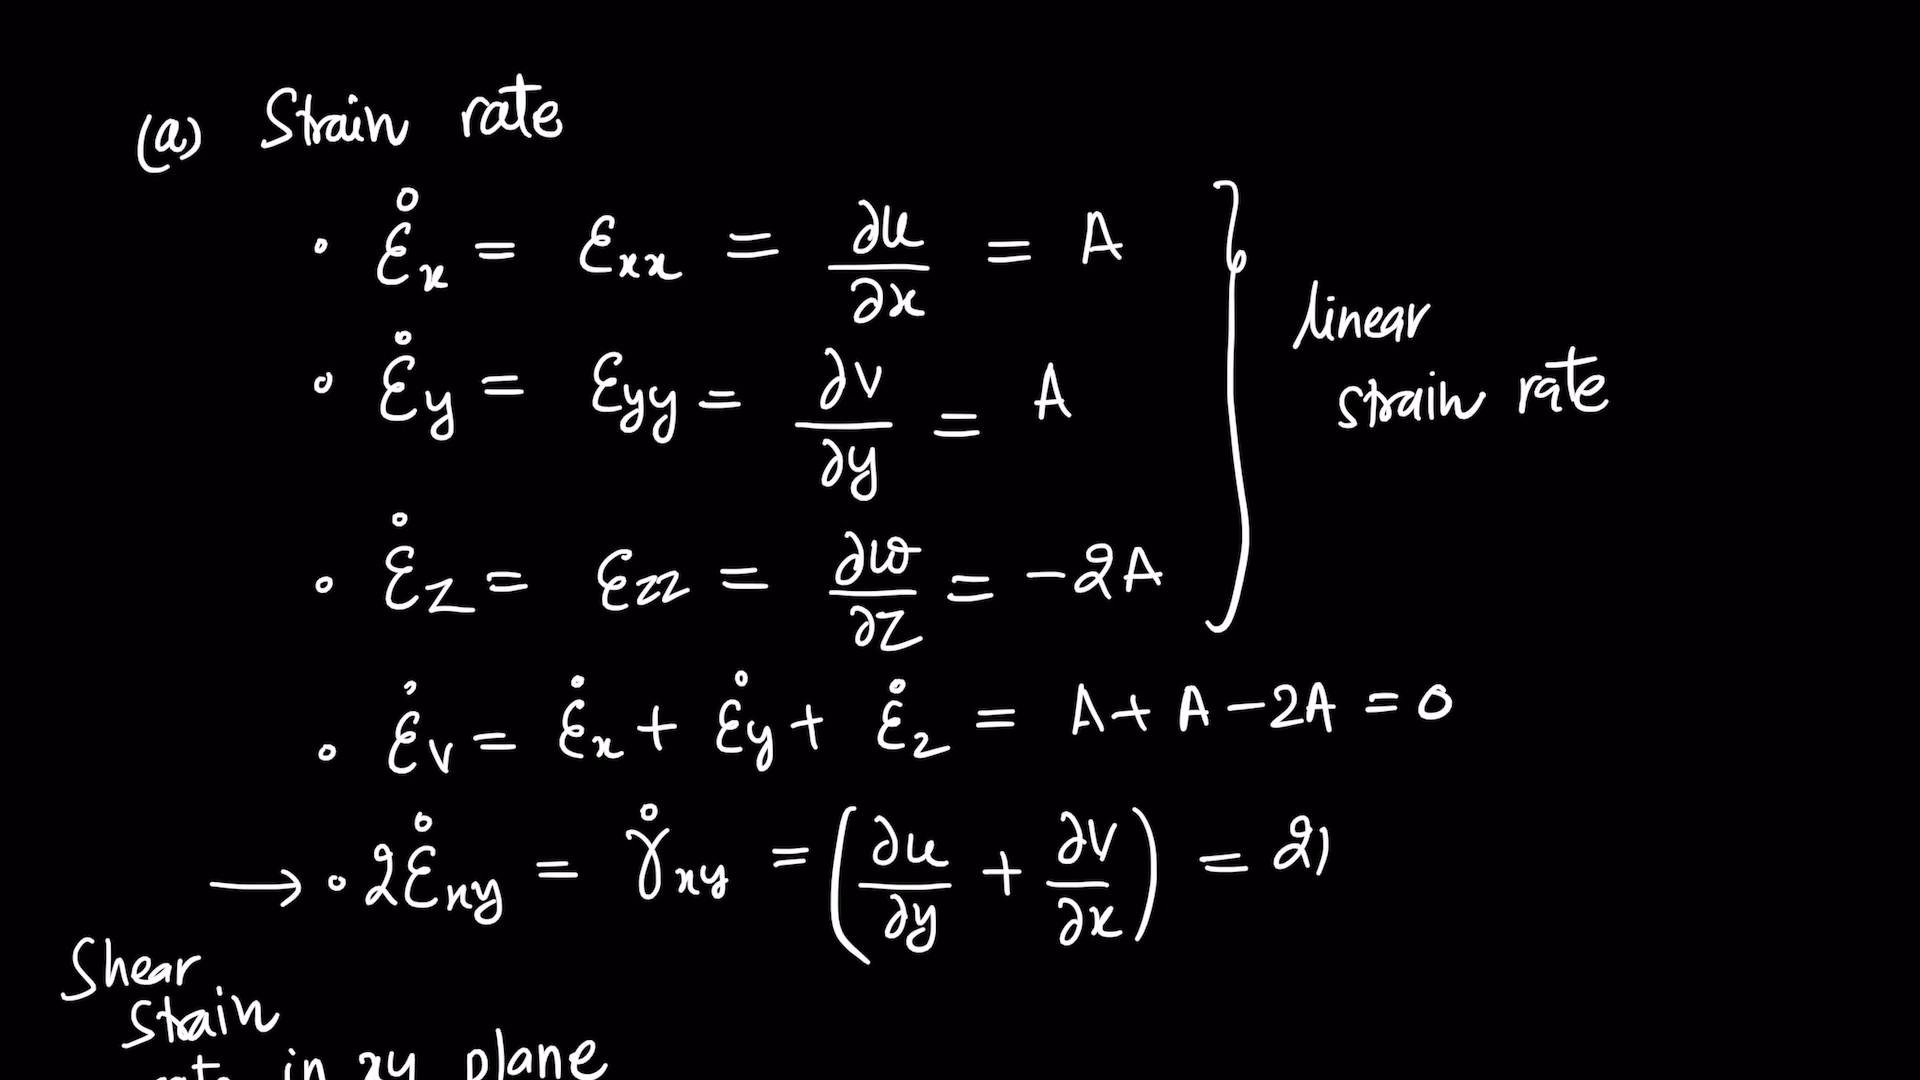 (a) Strain rate
• ε̇x = εxx = ∂u/∂x = A
• ε̇y = εyy = ∂v/∂y = A
linear
strain rate
• ε̇z = εzz = ∂w/∂z = -2A
• ε̇v = ε̇x + ε̇y + ε̇z = A + A - 2A = 0
→ • 2ε̇xy = γ̇xy = (∂u/∂y + ∂v/∂x) = 2
Shear
Strain
rate in xy plane